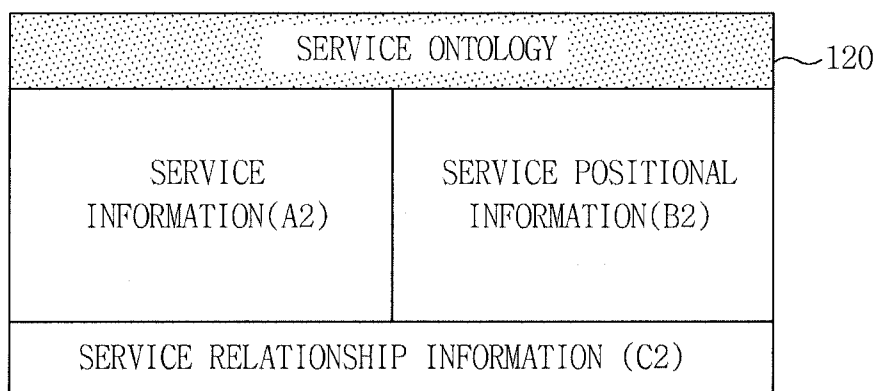 SERVICE ONTOLOGY
120
SERVICE
INFORMATION(A2)
SERVICE POSITIONAL
INFORMATION(B2)
SERVICE RELATIONSHIP INFORMATION (C2)